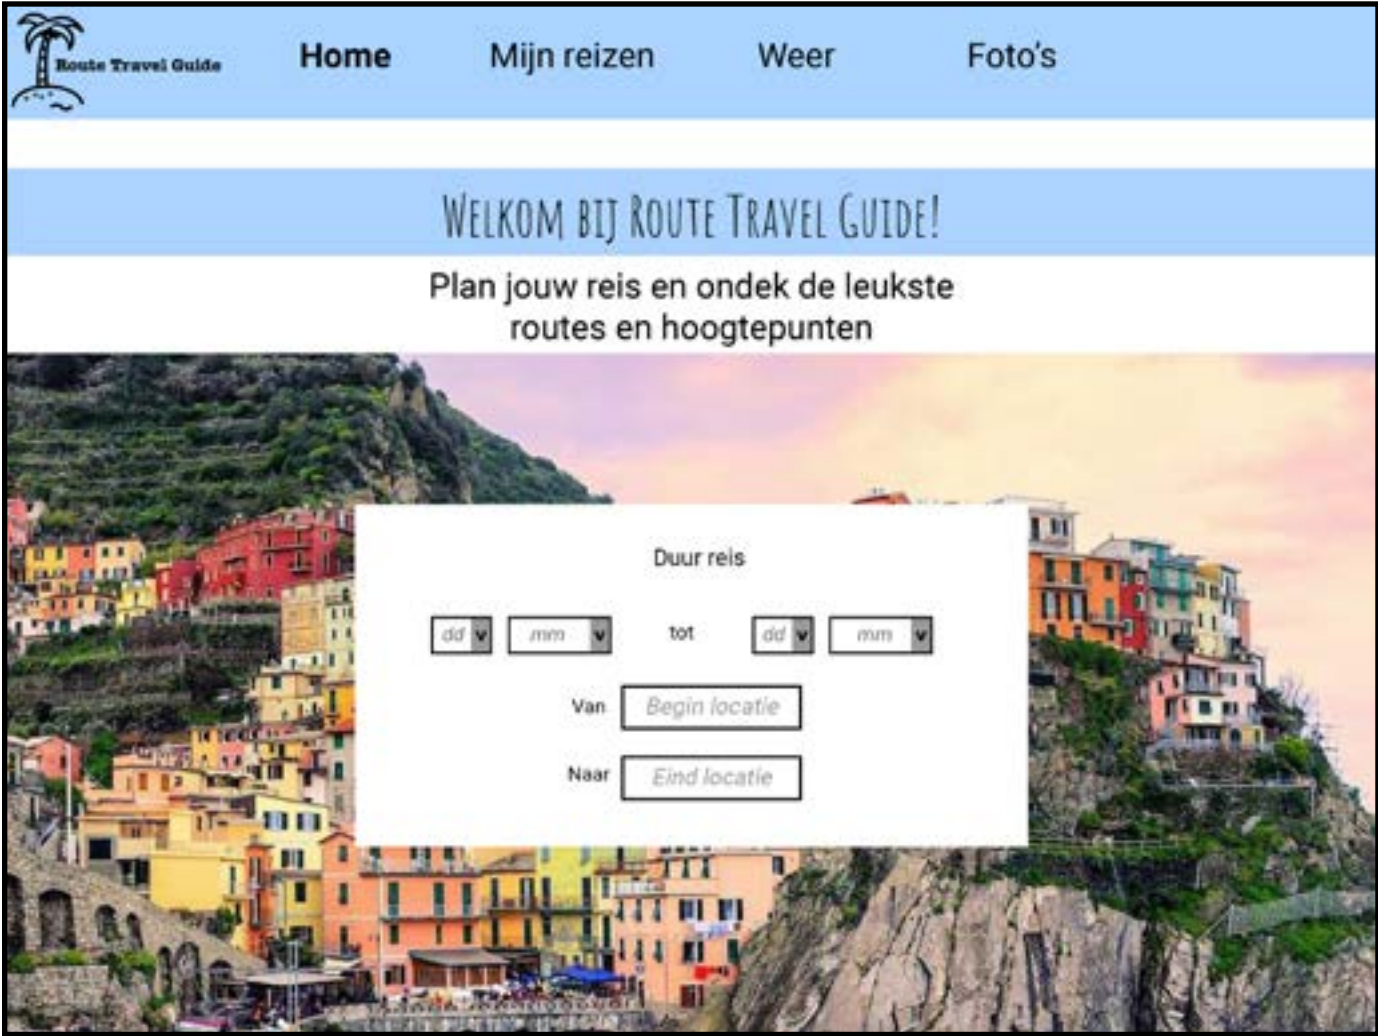 Route Travel Guide
Home Mijn reizen Weer Foto's
WELKOM BIJ ROUTE TRAVEL GUIDE!
Plan jouw reis en ondek de leukste
routes en hoogtepunten
Duur reis
dd v mm v tot dd v mm v
Van Begin locatie
Naar Eind locatie